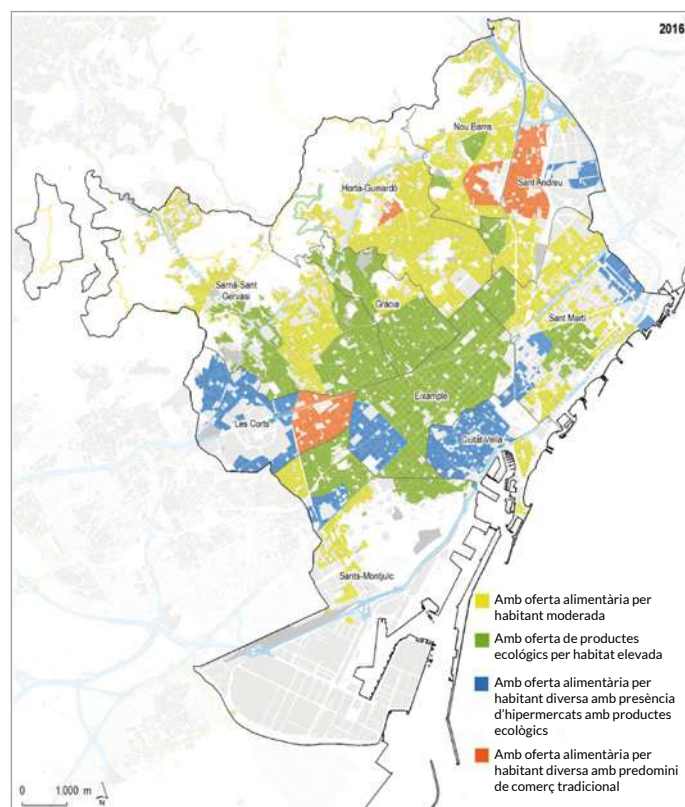 2016
Nou Barris
Horta-Guinardó
Sant Andreu
Sarrià-Sant
Gervasi
Gràcia
Sant Martí
Eixample
Les Corts
Ciutat Vella
Sants-Montjuïc
Amb oferta alimentària per
habitant moderada
Amb oferta de productes
ecológics per habitat elevada
Amb oferta alimentària per
habitant diversa amb presència
d'hipermercats amb productes
ecològics
Amb oferta alimentària per
habitant diversa amb predomini
de comerç tradicional
0 1.000 m N